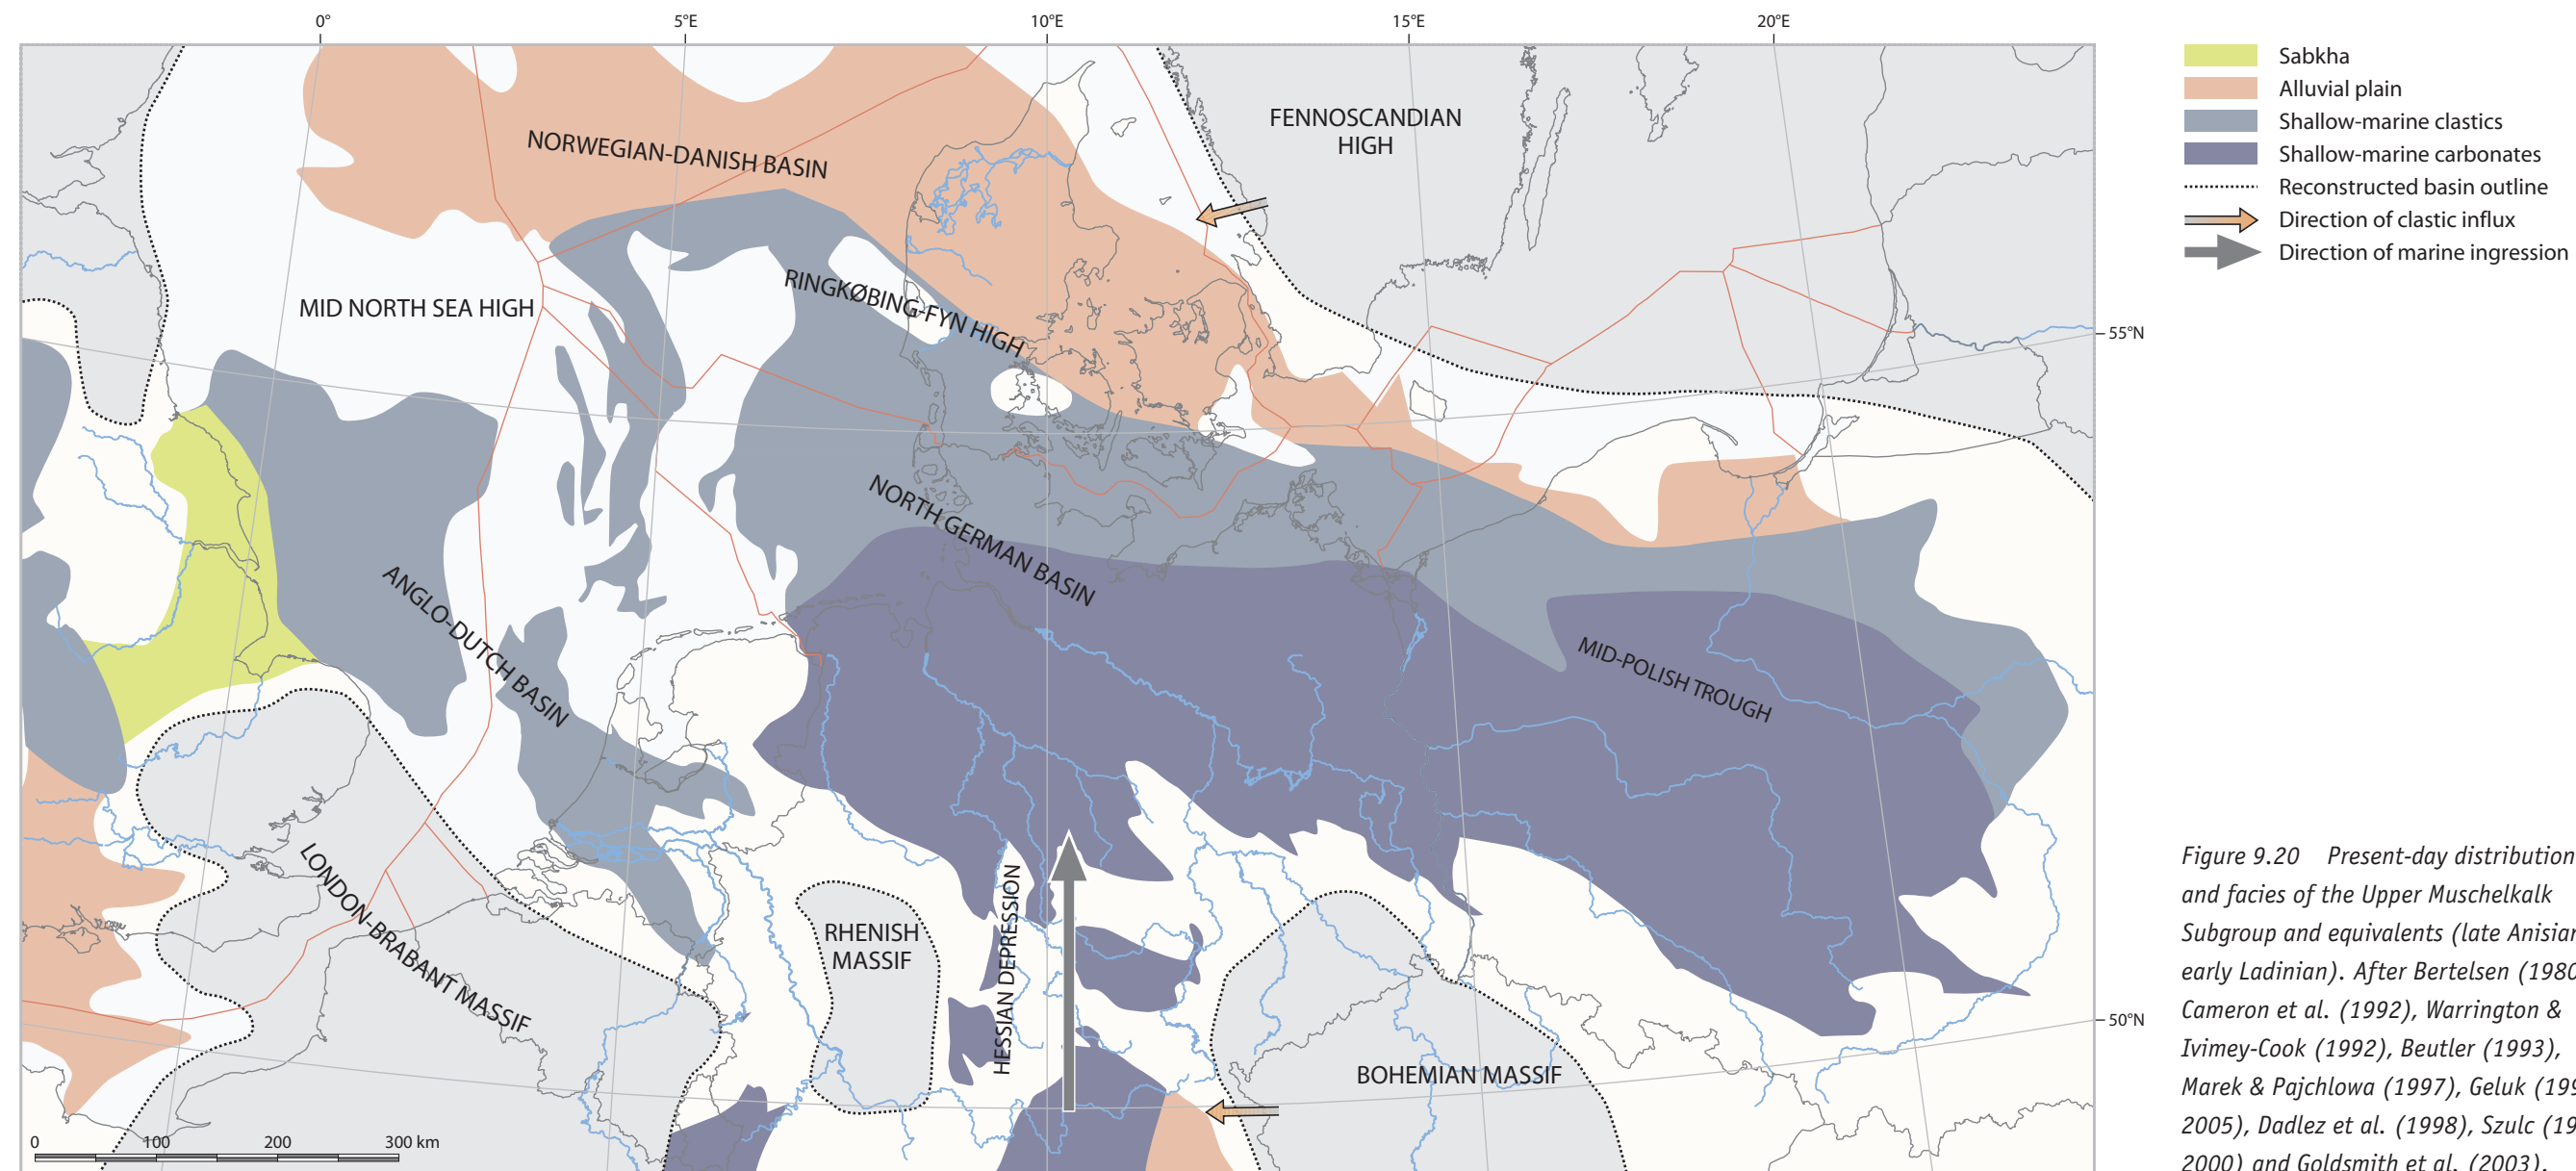 0°
5°E
10°E
15°E
20°E
Sabkha
Alluvial plain
Shallow-marine clastics
Shallow-marine carbonates
Reconstructed basin outline
Direction of clastic influx
Direction of marine ingression
FENNOSCANDIAN
HIGH
NORWEGIAN-DANISH BASIN
MID NORTH SEA HIGH
RINGKØBING-FYN HIGH
55°N
NORTH GERMAN BASIN
ANGLO-DUTCH BASIN
MID-POLISH TROUGH
LONDON-BRABANT MASSIF
RHENISH
MASSIF
HESSIAN DEPRESSION
BOHEMIAN MASSIF
50°N
0
100
200
300 km
Figure 9.20 Present-day distribution
and facies of the Upper Muschelkalk
Subgroup and equivalents (late Anisian
early Ladinian). After Bertelsen (1980
Cameron et al. (1992), Warrington &
Ivimey-Cook (1992), Beutler (1993),
Marek & Pajchlowa (1997), Geluk (199
2005), Dadlez et al. (1998), Szulc (19
2000) and Goldsmith et al. (2003).